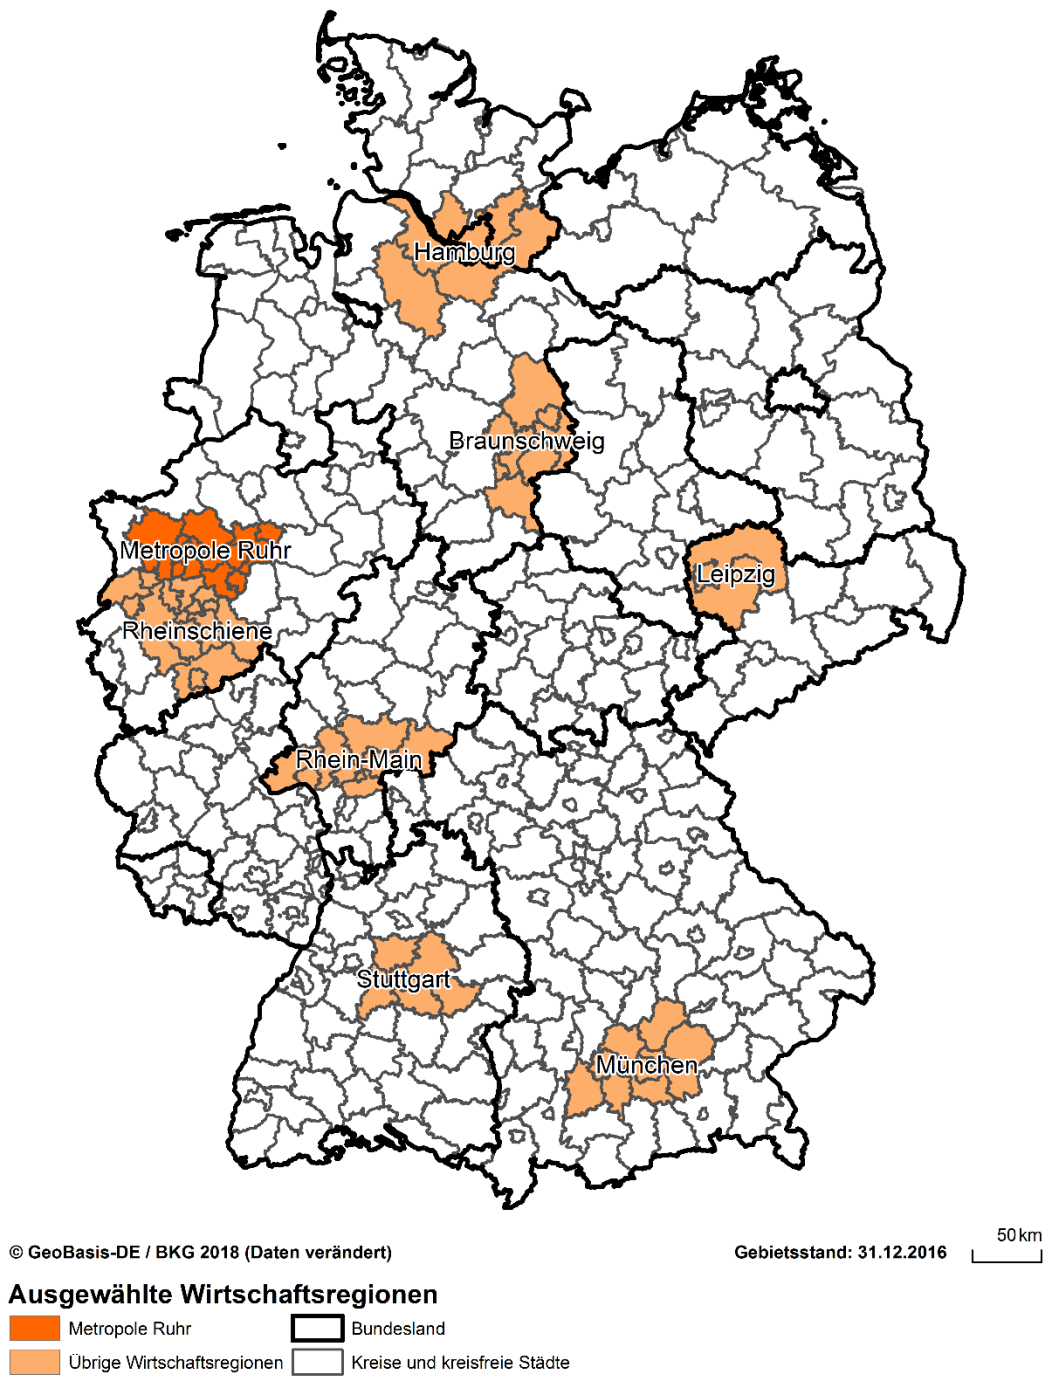 Hamburg
Braunschweig
Metropole Ruhr
Leipzig
Rheinschiene
Rhein-Main
Stuttgart
München
50 km
© GeoBasis-DE / BKG 2018 (Daten verändert)
Gebietsstand: 31.12.2016
Ausgewählte Wirtschaftsregionen
Metropole Ruhr
Bundesland
Übrige Wirtschaftsregionen
Kreise und kreisfreie Städte